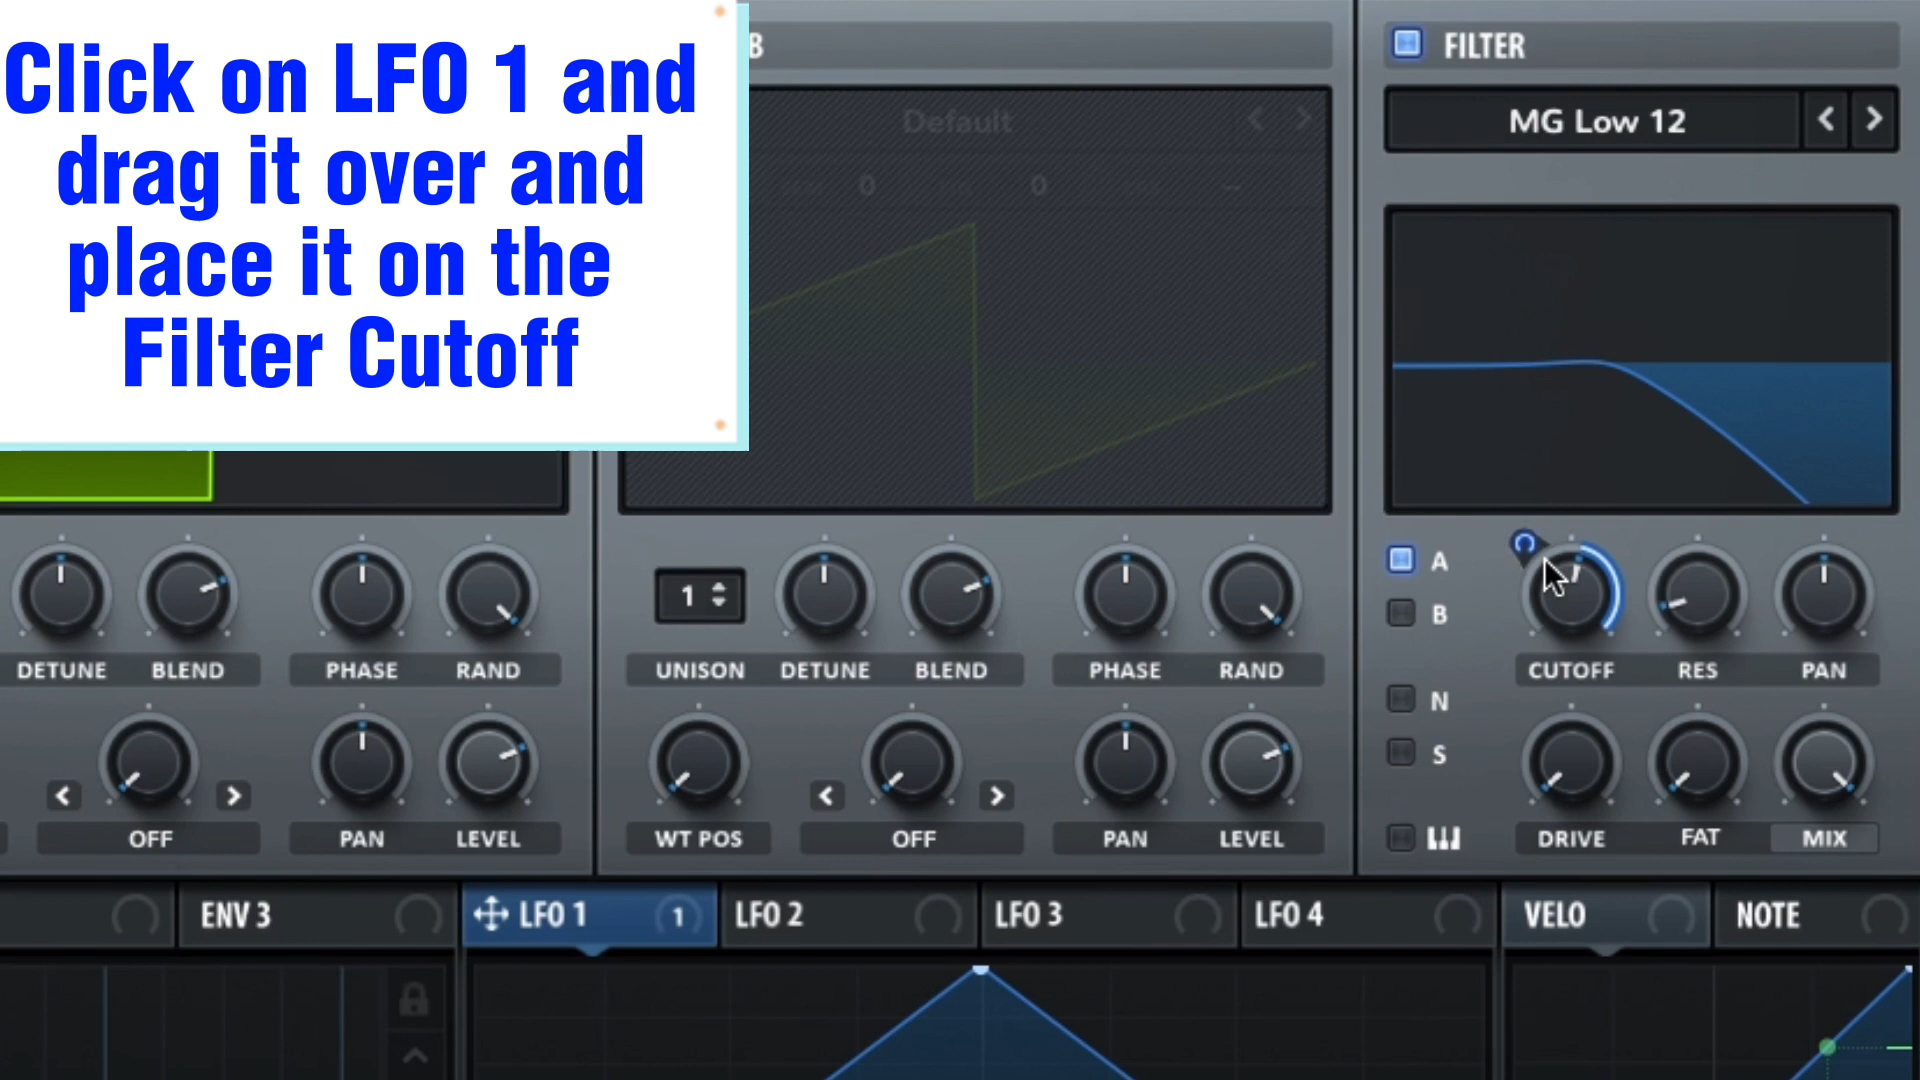 Click on LFO 1 and
drag it over and
place it on the
Filter Cutoff
B
FILTER
Default
MG Low 12
0 0 –
A
B
N
S
1
DETUNE BLEND PHASE RAND UNISON DETUNE BLEND PHASE RAND CUTOFF RES PAN
OFF PAN LEVEL WT POS OFF PAN LEVEL DRIVE FAT MIX
ENV 3 LFO 1 1 LFO 2 LFO 3 LFO 4 VELO NOTE